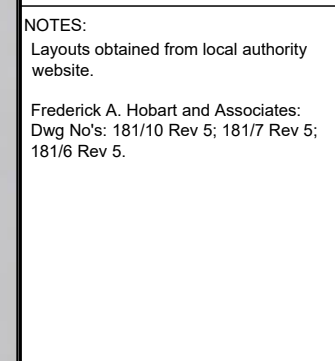 NOTES:
Layouts obtained from local authority
website.
Frederick A. Hobart and Associates:
Dwg No's: 181/10 Rev 5; 181/7 Rev 5;
181/6 Rev 5.